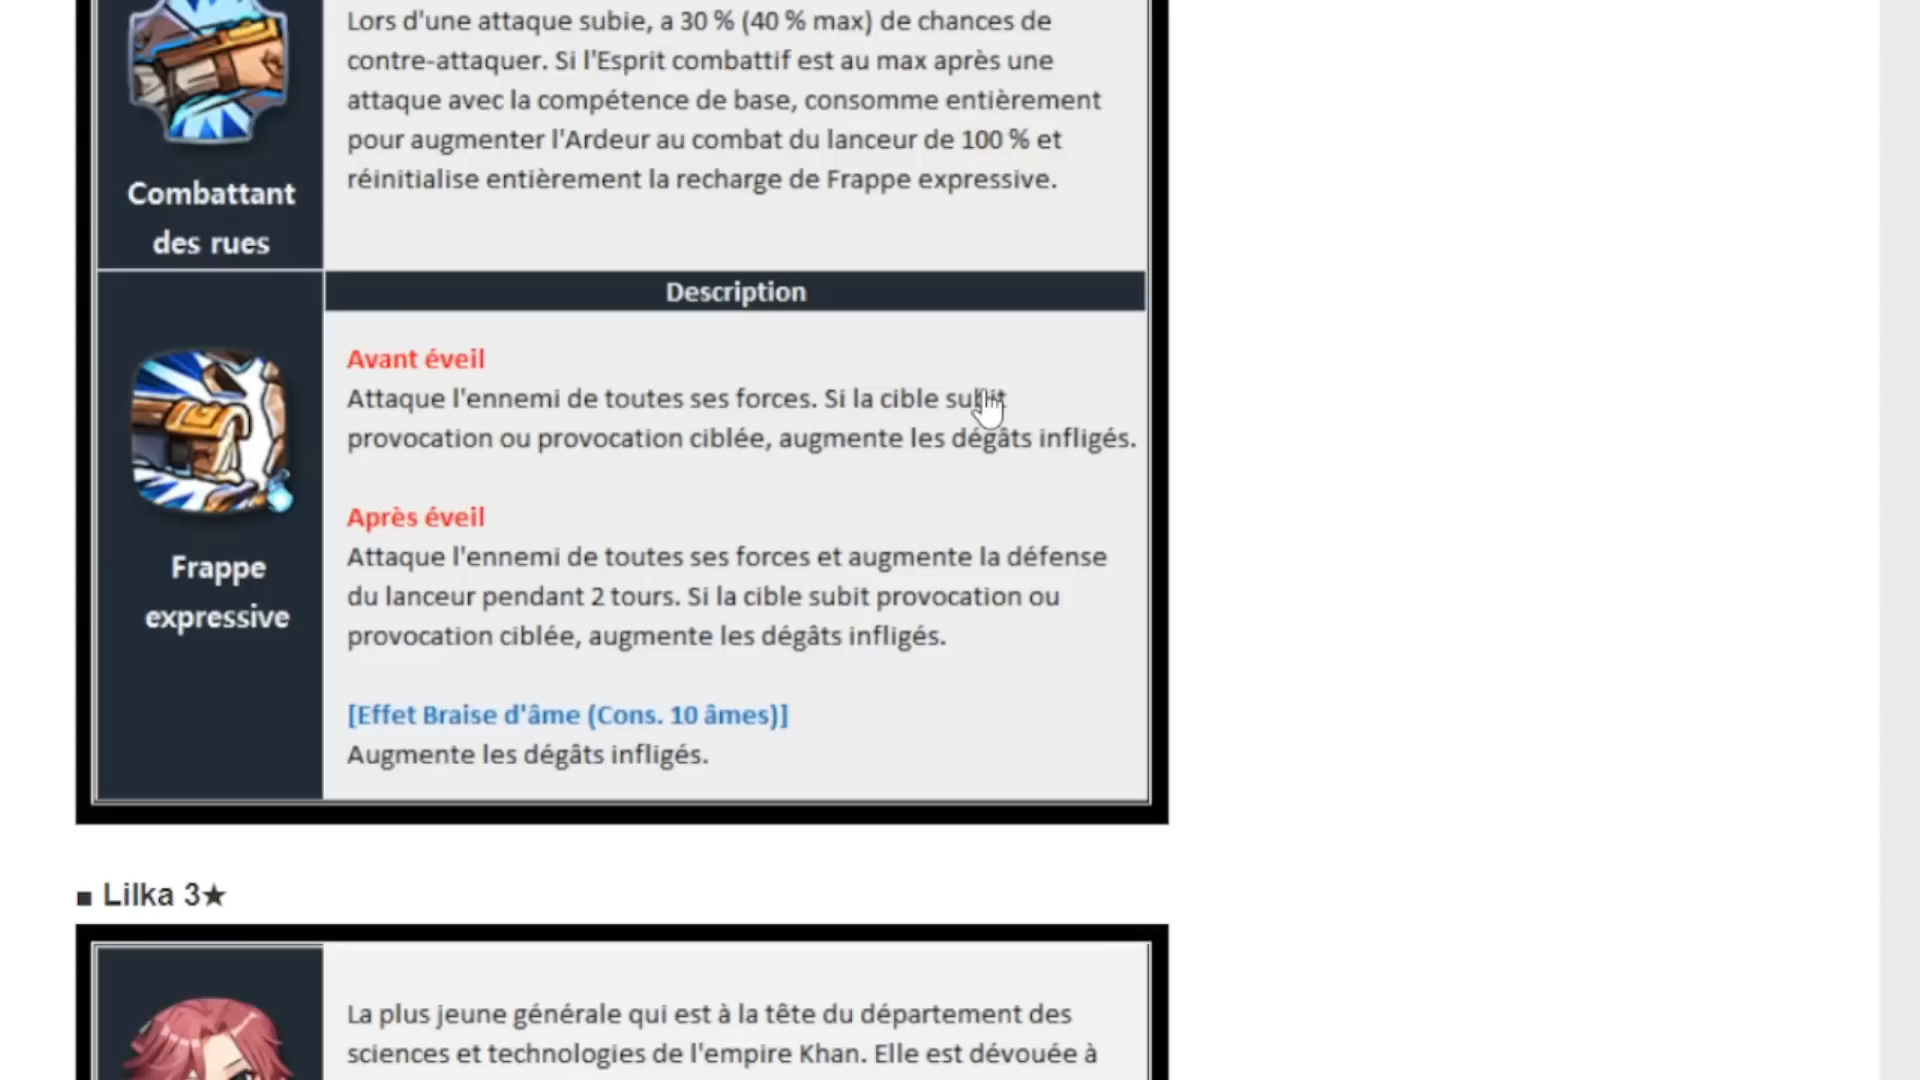 Lors d'une attaque subie, a 30 % (40 % max) de chances de
contre-attaquer. Si l'Esprit combattif est au max après une
attaque avec la compétence de base, consomme entièrement
pour augmenter l'Ardeur au combat du lanceur de 100 % et
réinitialise entièrement la recharge de Frappe expressive.
Combattant
des rues
Description
Avant éveil
Attaque l'ennemi de toutes ses forces. Si la cible subit
provocation ou provocation ciblée, augmente les dégâts infligés.
Après éveil
Attaque l'ennemi de toutes ses forces et augmente la défense
du lanceur pendant 2 tours. Si la cible subit provocation ou
provocation ciblée, augmente les dégâts infligés.
Frappe
expressive
[Effet Braise d'âme (Cons. 10 âmes)]
Augmente les dégâts infligés.
■ Lilka 3★
La plus jeune générale qui est à la tête du département des
sciences et technologies de l'empire Khan. Elle est dévouée à